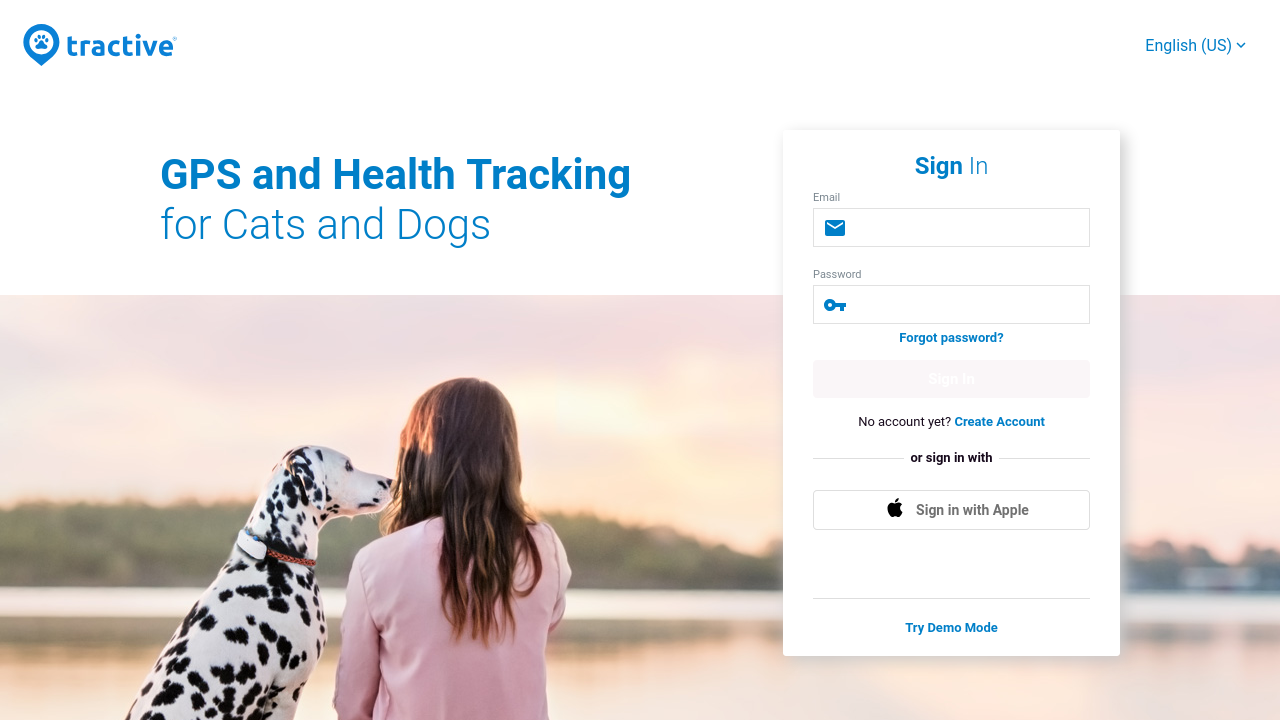 tractive
English (US)
GPS and Health Tracking
for Cats and Dogs
Sign In
Email
Password
Forgot password?
Sign In
No account yet? Create Account
or sign in with
Sign in with Apple
Try Demo Mode